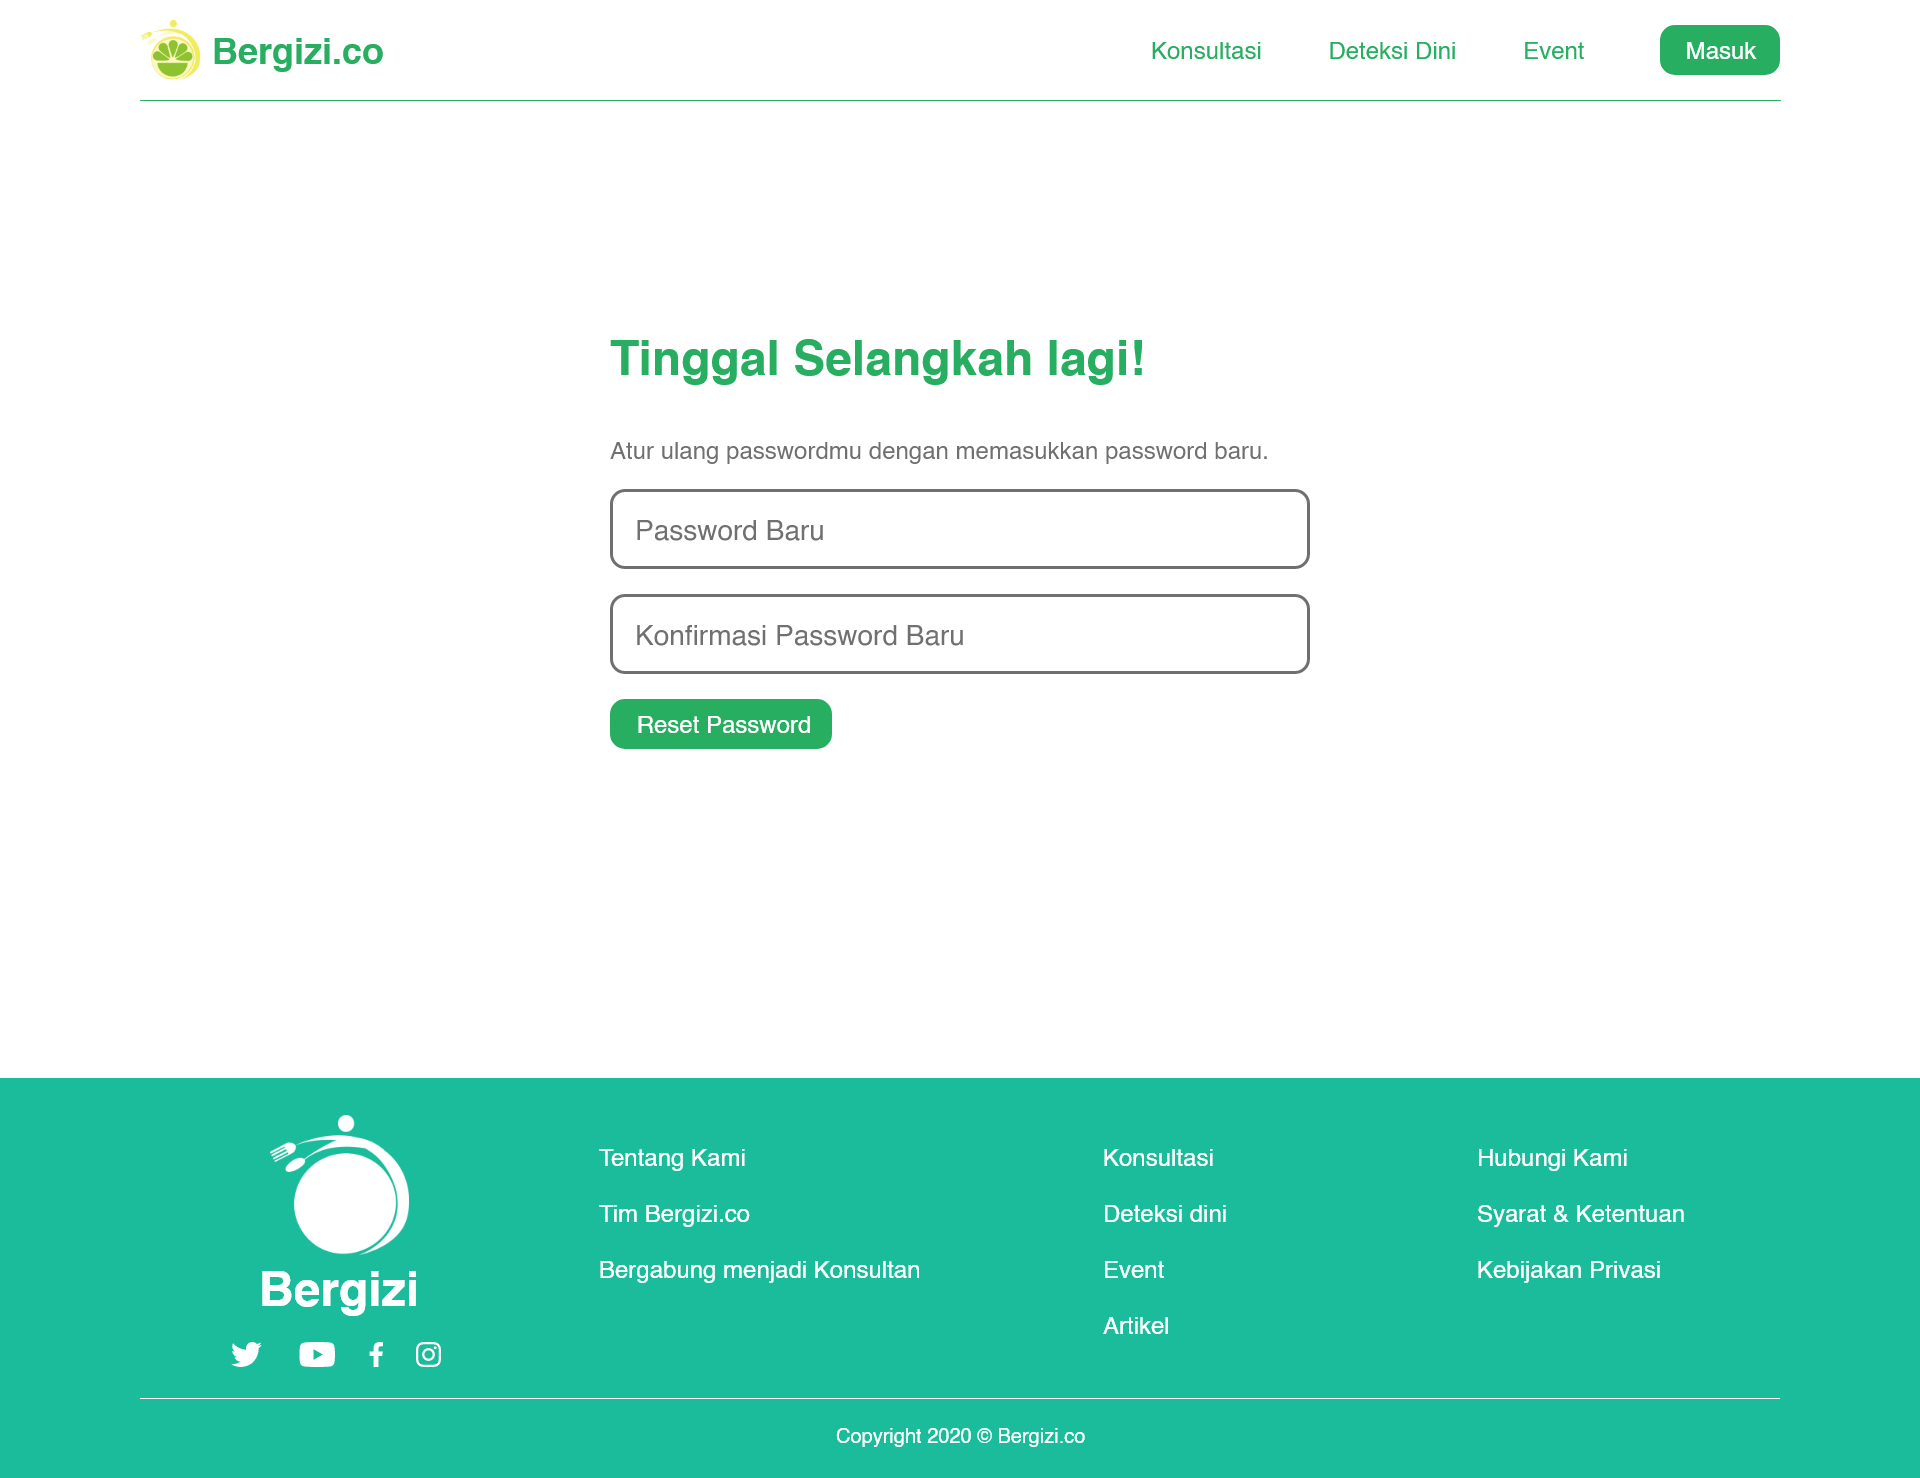 Bergizi.co
Konsultasi
Deteksi Dini
Event
Masuk
Tinggal Selangkah lagi!
Atur ulang passwordmu dengan memasukkan password baru.
Password Baru
Konfirmasi Password Baru
Reset Password
Bergizi
Tentang Kami
Tim Bergizi.co
Bergabung menjadi Konsultan
Konsultasi
Deteksi dini
Event
Artikel
Hubungi Kami
Syarat & Ketentuan
Kebijakan Privasi
Copyright 2020 © Bergizi.co